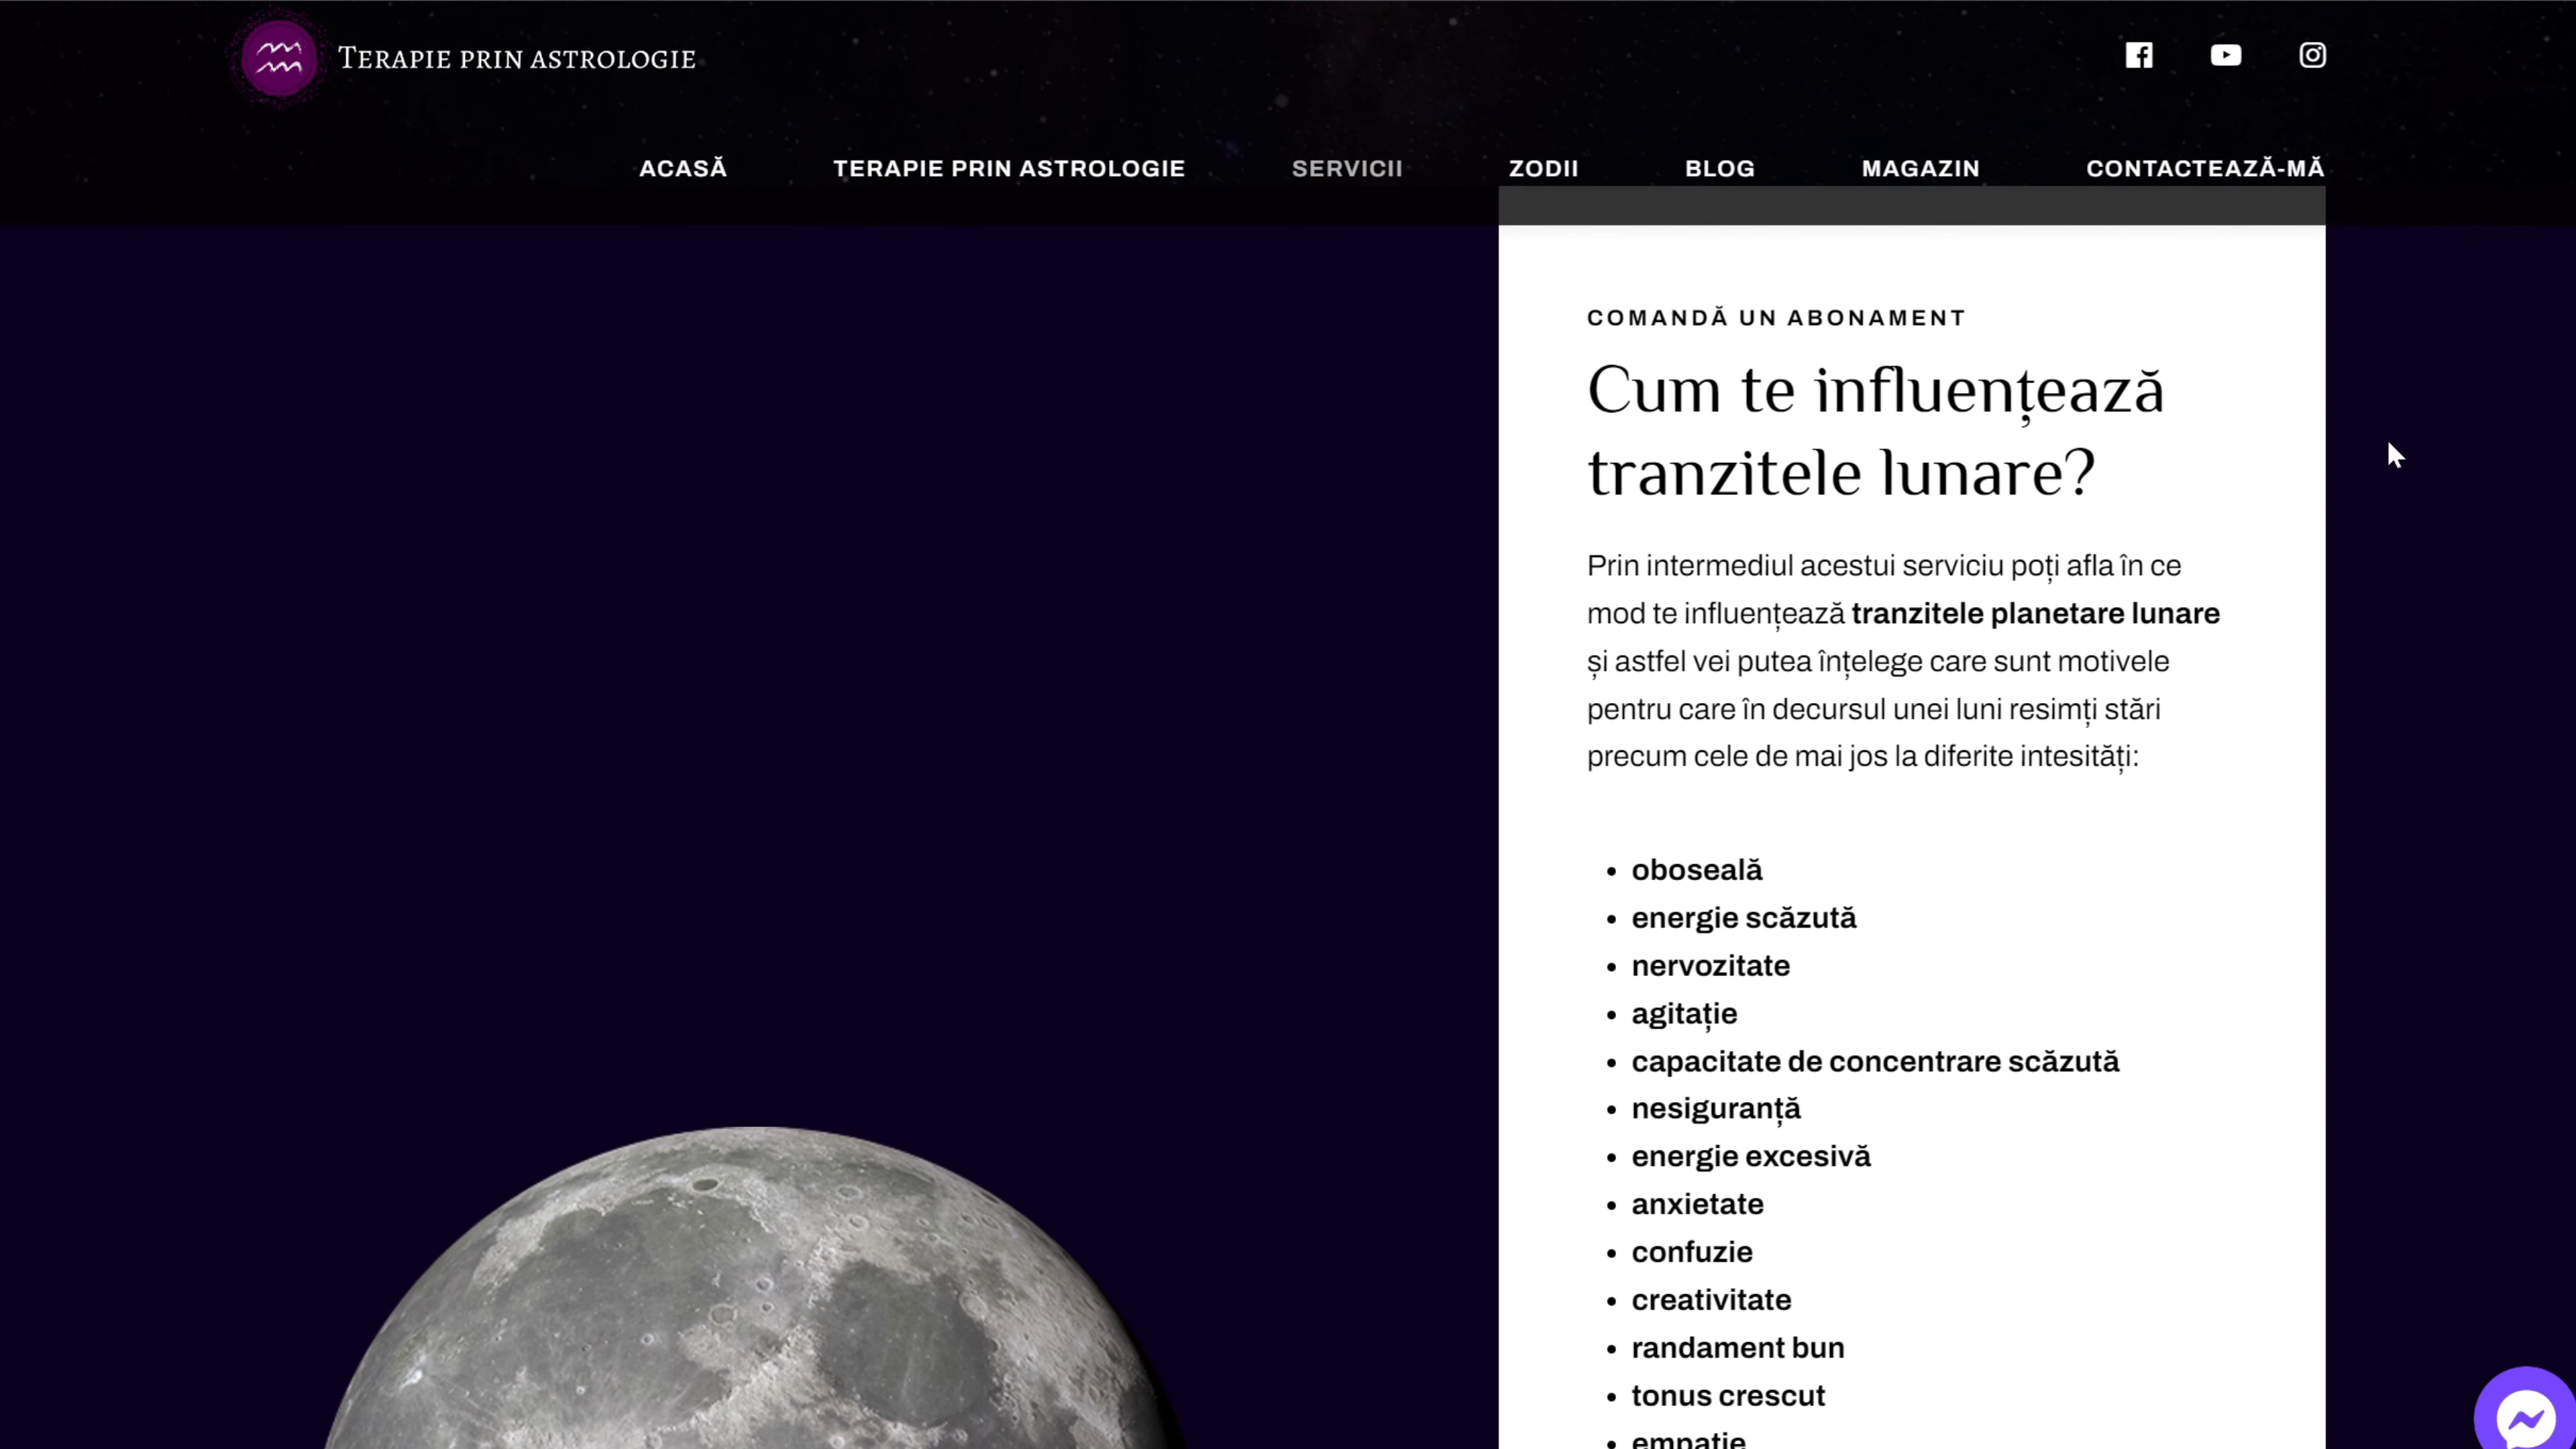 Terapie prin astrologie
ACASĂ TERAPIE PRIN ASTROLOGIE SERVICII ZODII BLOG MAGAZIN CONTACTEAZĂ-MĂ
COMANDĂ UN ABONAMENT
Cum te influențează
tranzitele lunare?
Prin intermediul acestui serviciu poți afla în ce
mod te influențează tranzitele planetare lunare
și astfel vei putea înțelege care sunt motivele
pentru care în decursul unei luni resimți stări
precum cele de mai jos la diferite intesități:
• oboseală
• energie scăzută
• nervozitate
• agitație
• capacitate de concentrare scăzută
• nesiguranță
• energie excesivă
• anxietate
• confuzie
• creativitate
• randament bun
• tonus crescut
• empatie